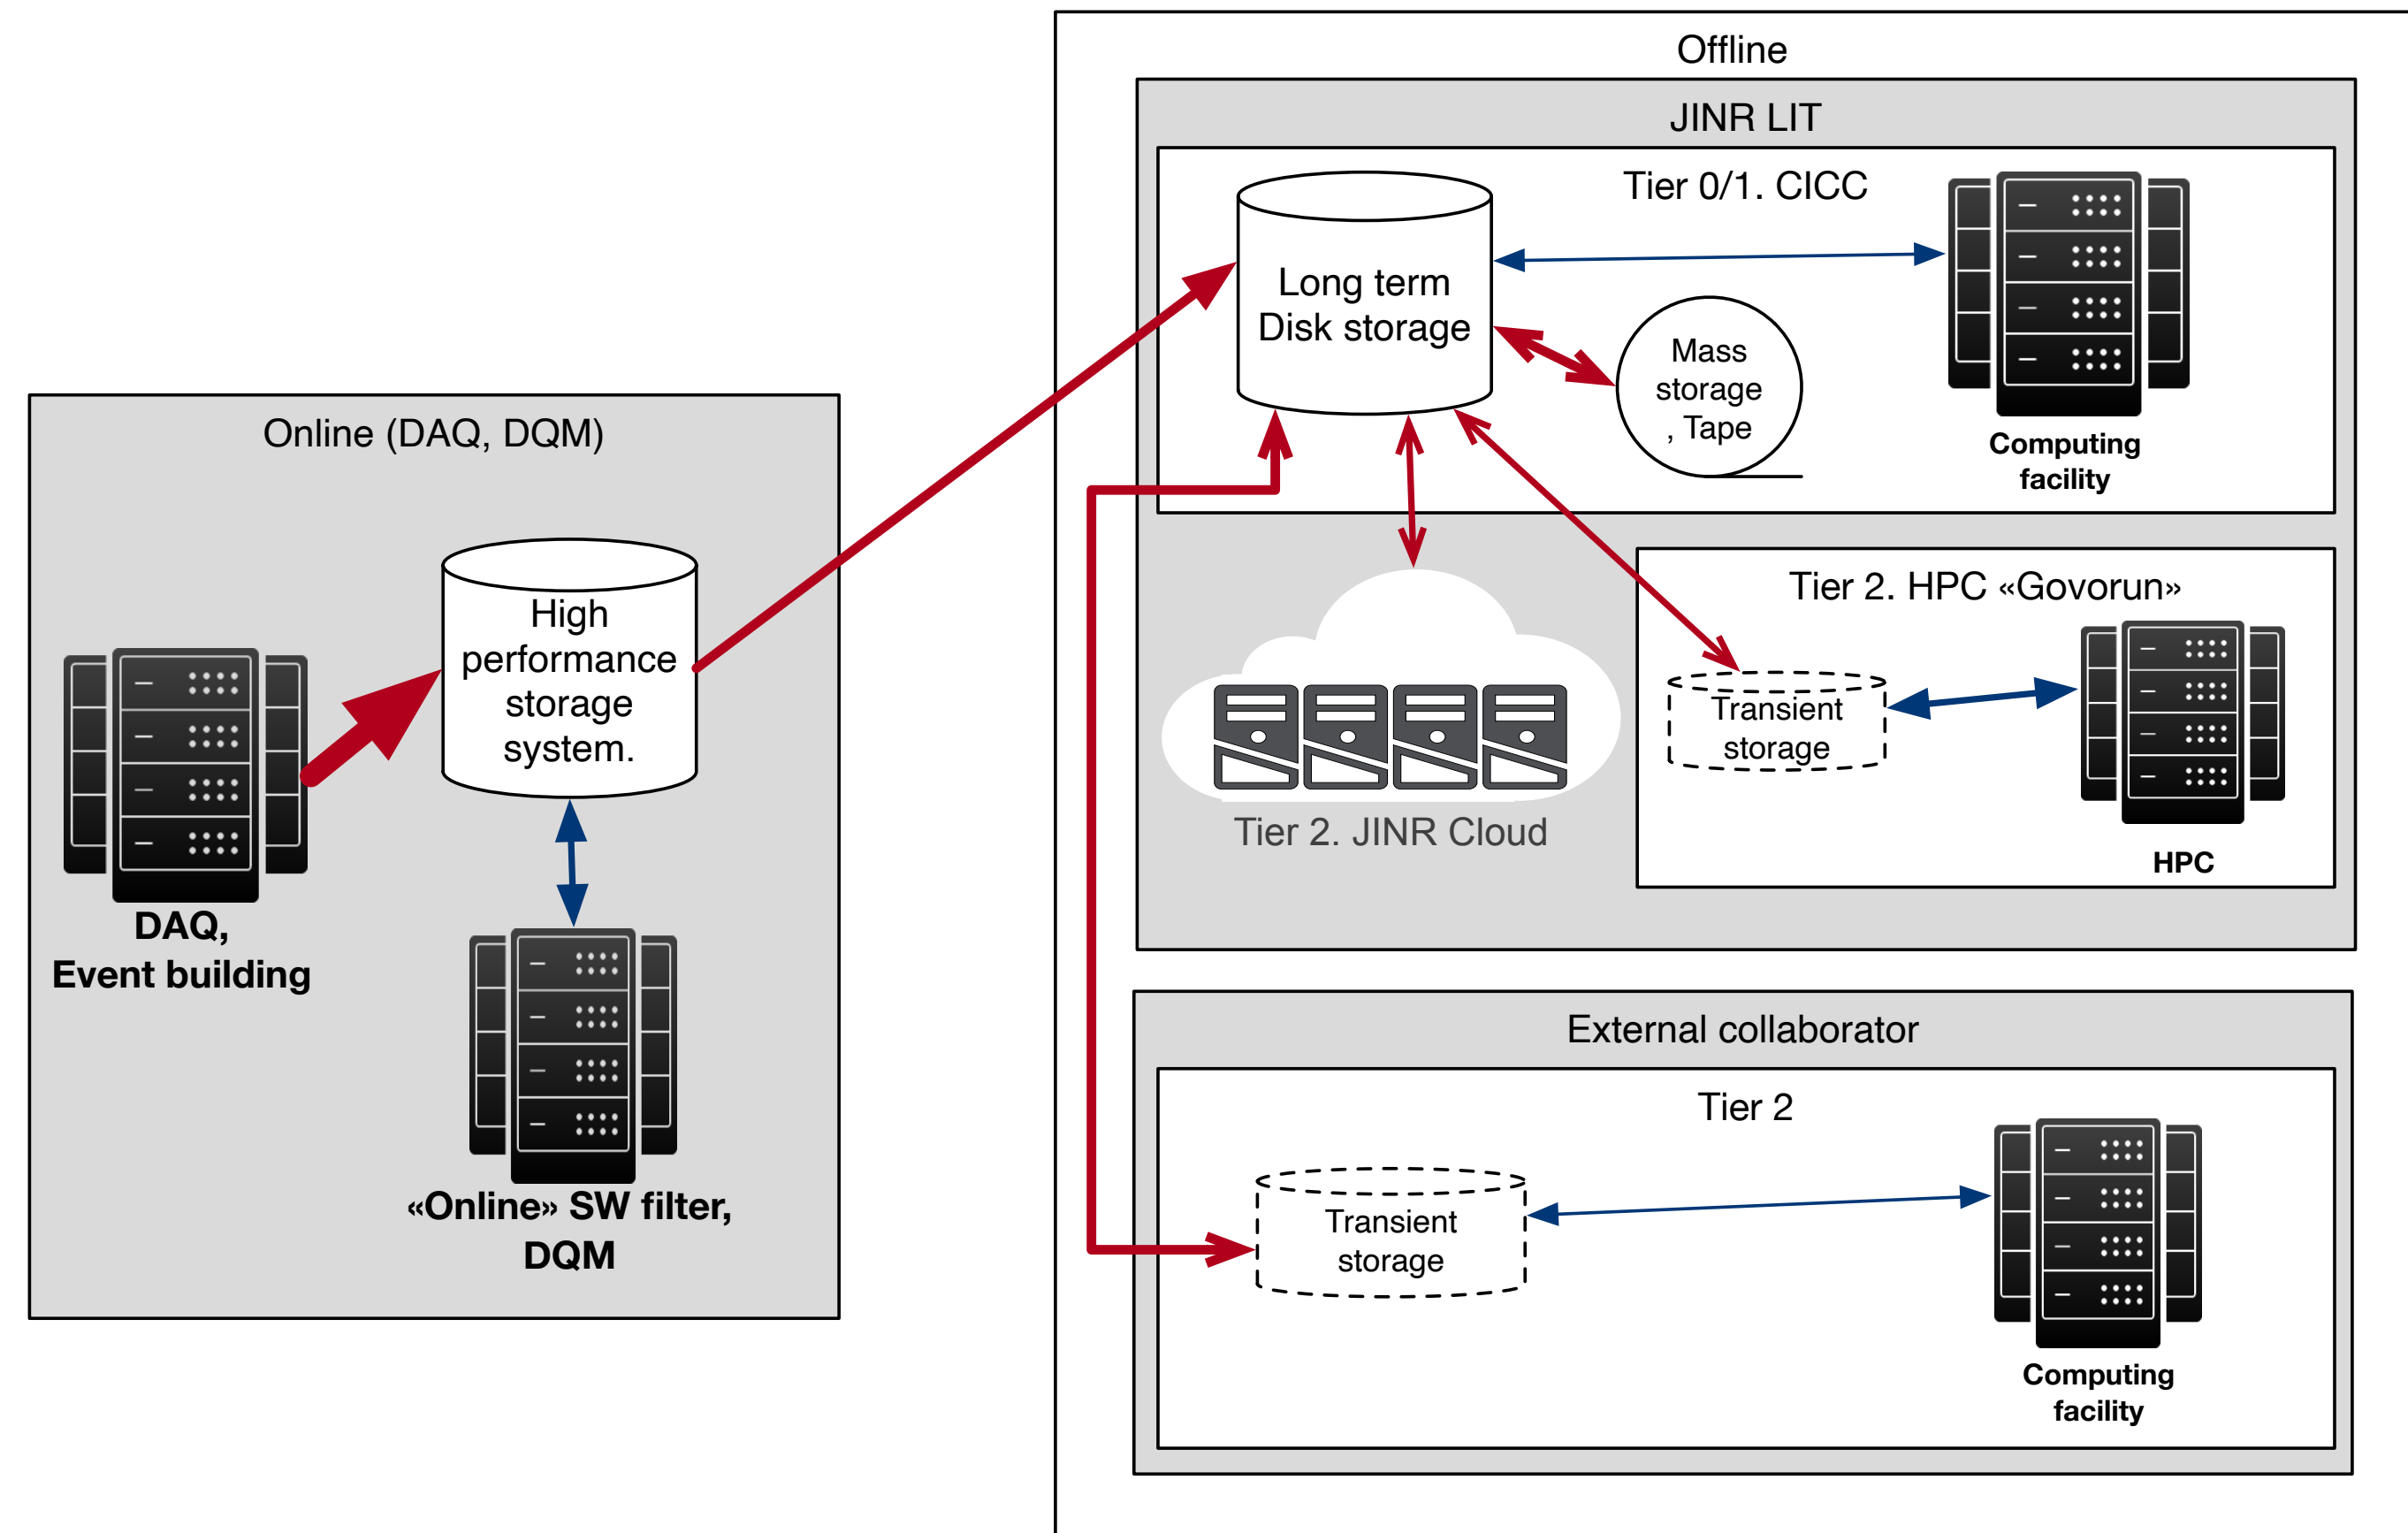 Offline
JINR LIT
Tier 0/1. CICC
Long term
Disk storage
Mass
storage
, Tape
Computing
facility
Online (DAQ, DQM)
High
performance
storage
system.
DAQ,
Event building
«Online» SW filter,
DQM
Tier 2. JINR Cloud
Tier 2. HPC «Govorun»
Transient
storage
HPC
External collaborator
Tier 2
Transient
storage
Computing
facility